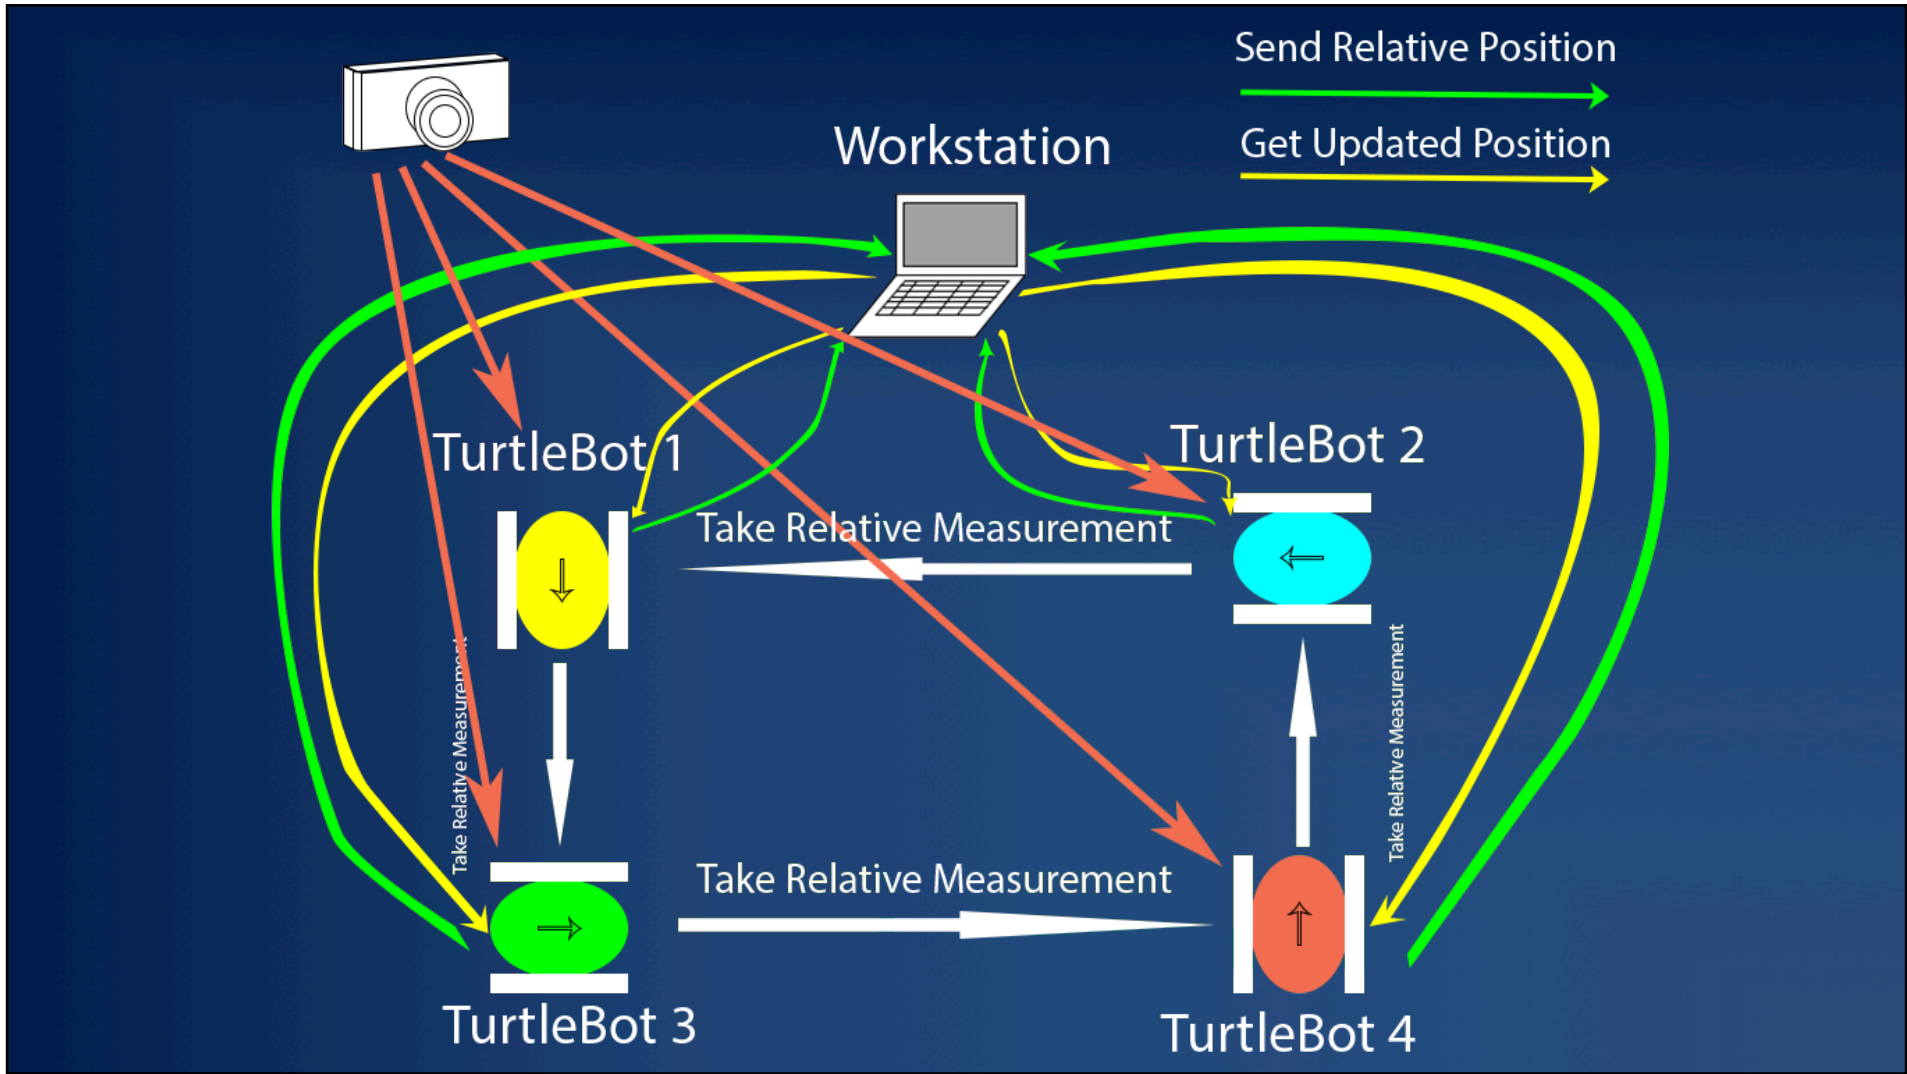 Send Relative Position
Get Updated Position
Workstation
TurtleBot 1
TurtleBot 2
Take Relative Measurement
Take Relative Measurement
Take Relative Measurement
Take Relative Measurement
TurtleBot 3
TurtleBot 4